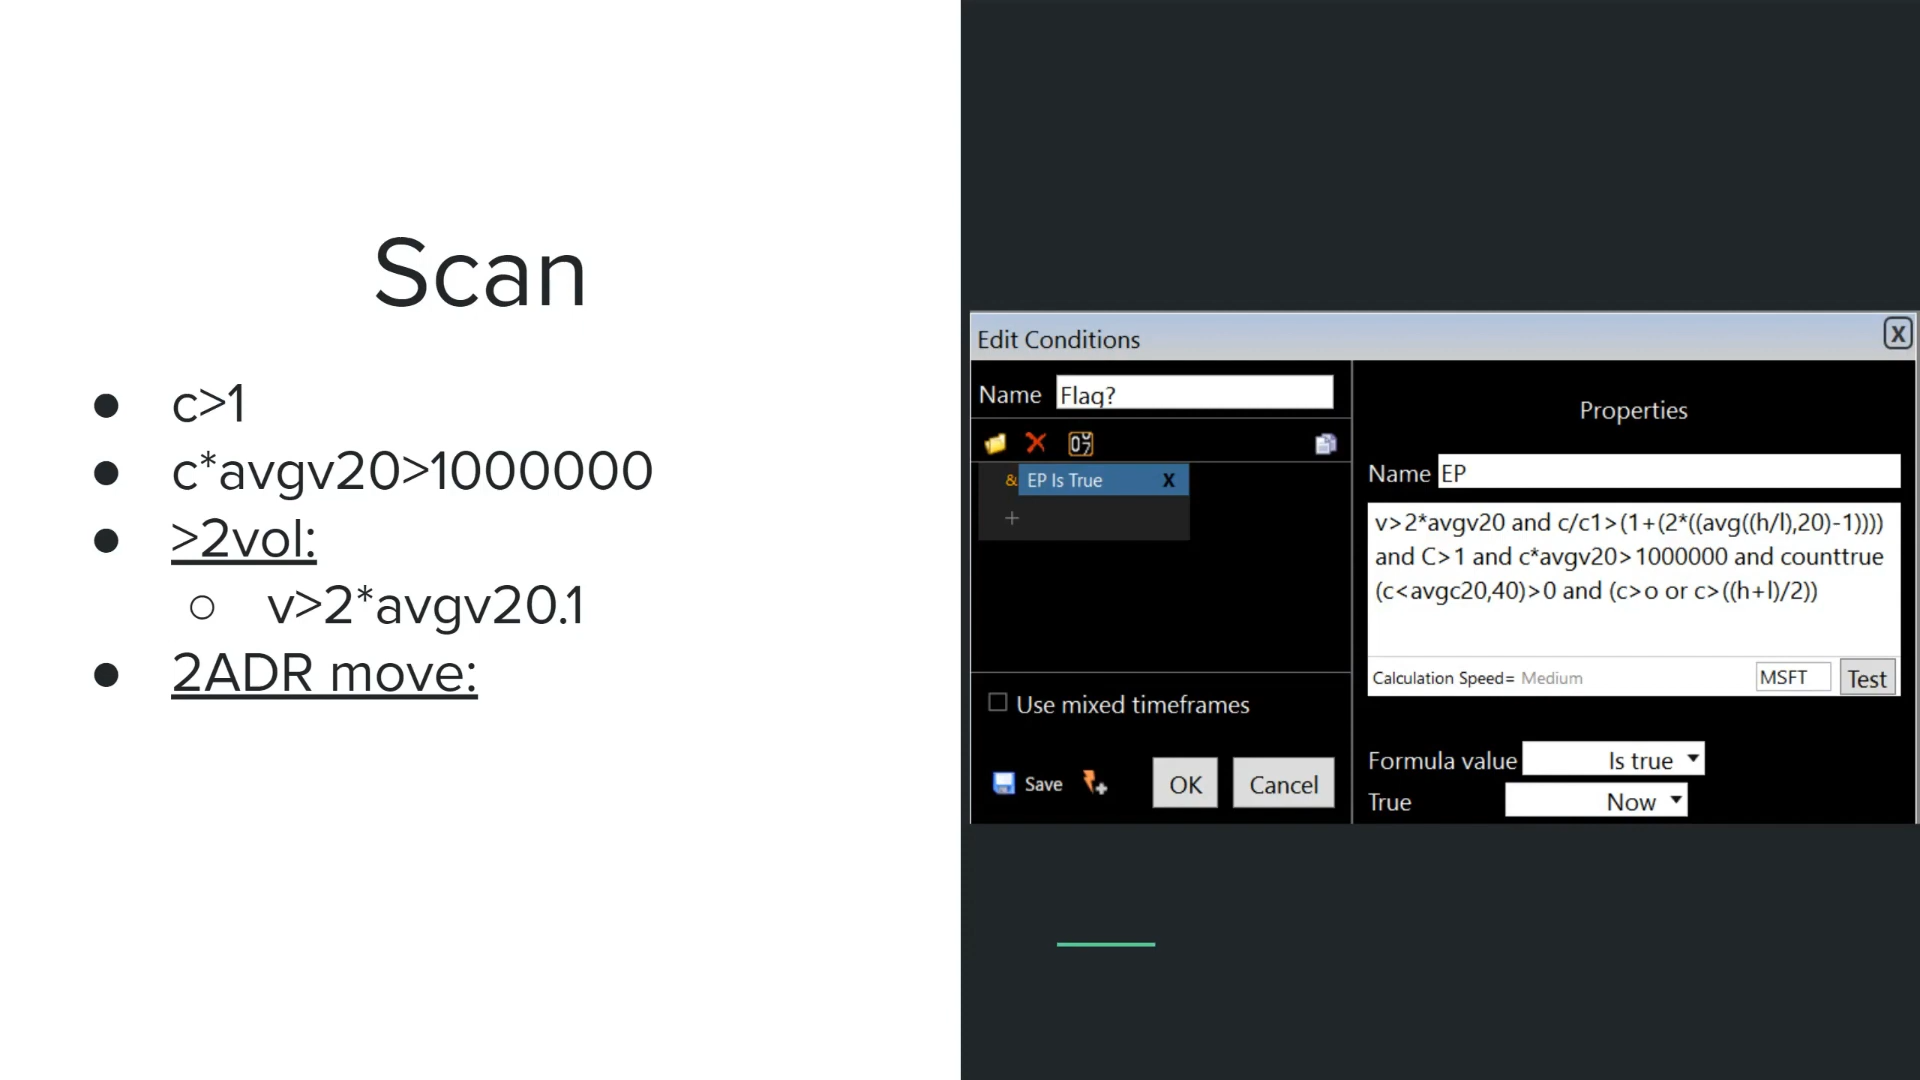 Scan
● c>1
● c*avgv20>1000000
● >2vol:
○ v>2*avgv20.1
● 2ADR move:
Edit Conditions
X
Name Flag?
& EP Is True X
+
Use mixed timeframes
Save
OK
Cancel
Properties
Name EP
v>2*avgv20 and c/c1>(1+(2*((avg((h/l),20)-1))))
and C>1 and c*avgv20>1000000 and counttrue
(c<avgc20,40)>0 and (c>o or c>((h+l)/2))
Calculation Speed= Medium
MSFT
Test
Formula value Is true
True Now